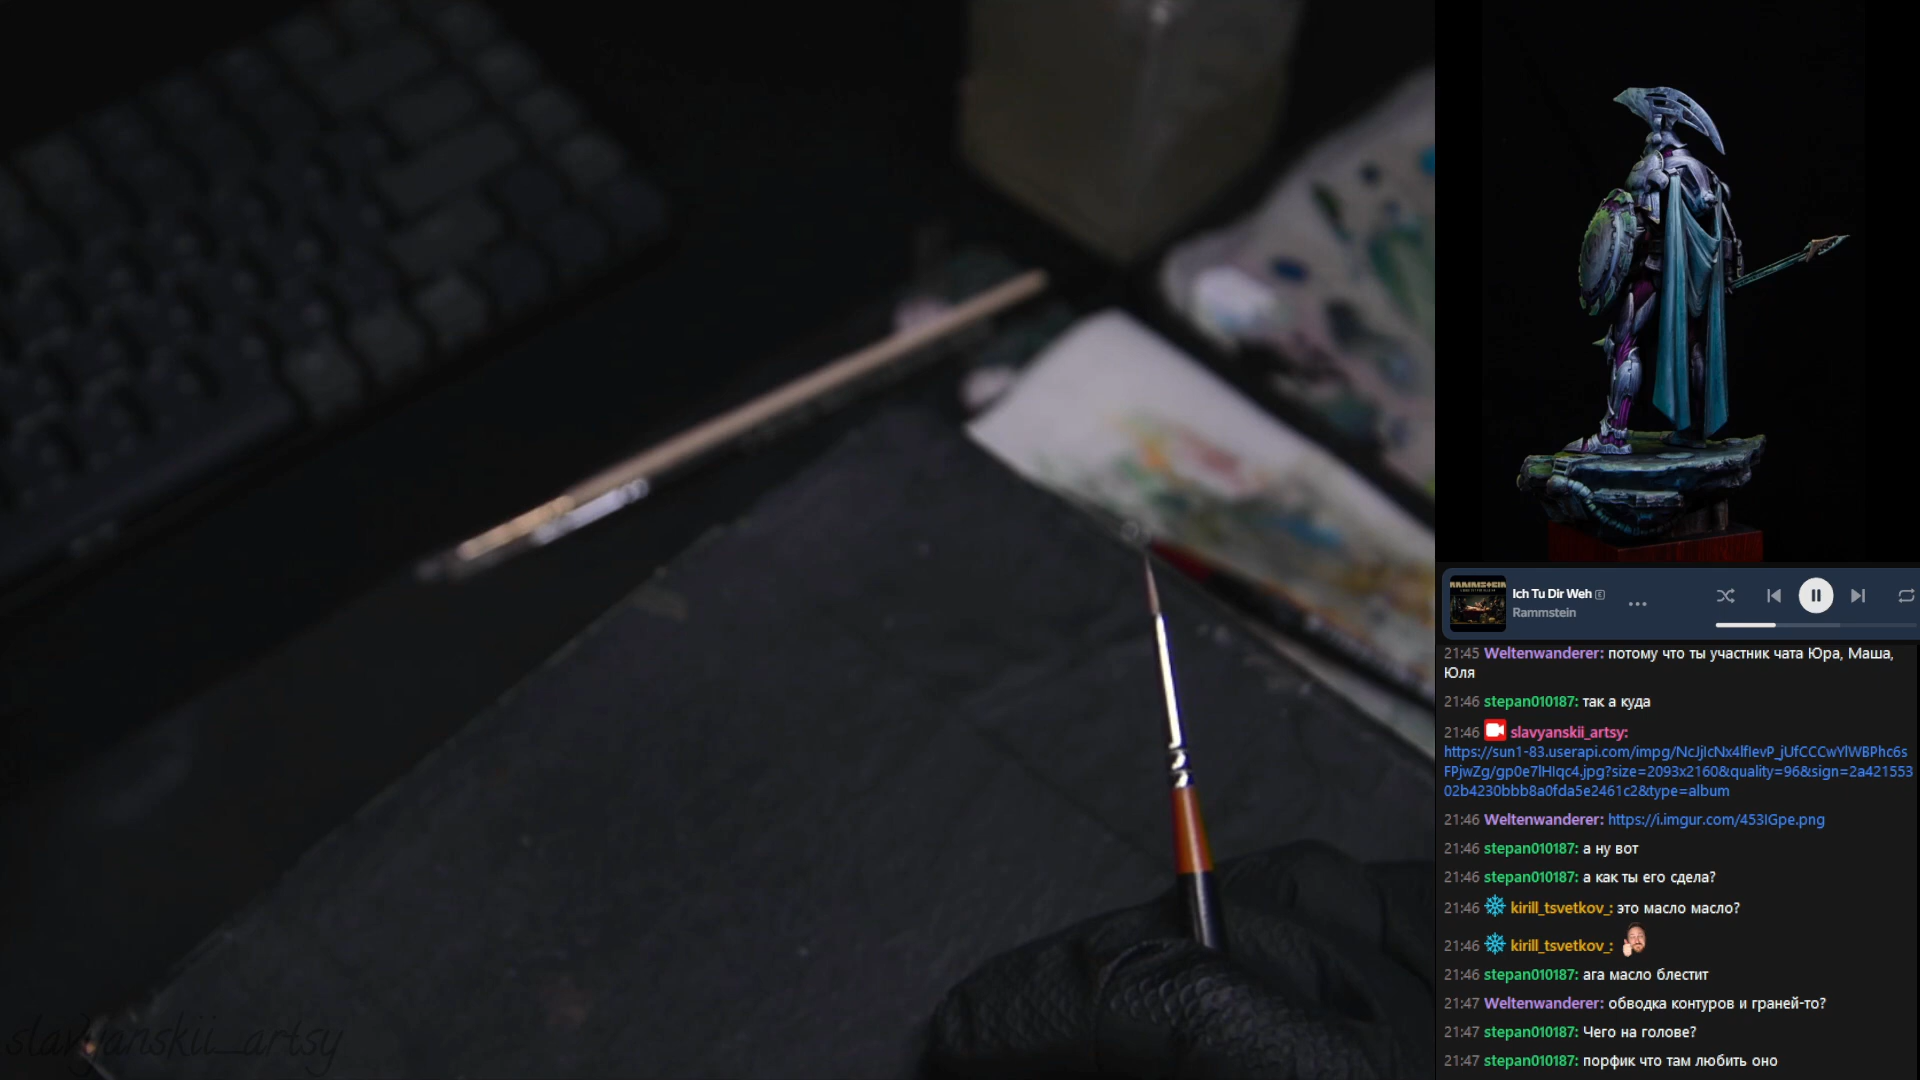 Ich Tu Dir Weh E
Rammstein
21:45 Weltenwanderer: потому что ты участник чата Юра, Маша,
Юля
21:46 stepan010187: так а куда
21:46 slavyanskii_artsy:
https://sun1-83.userapi.com/impg/NcJjIcNx4lfIevP_jUfCCCwYlWBPhc6s
FPjwZg/gp0e7lHIqc4.jpg?size=2093x2160&quality=96&sign=2a421553
02b4230bbb8a0fda5e2461c2&type=album
21:46 Weltenwanderer: https://i.imgur.com/453IGpe.png
21:46 stepan010187: а ну вот
21:46 stepan010187: а как ты его сдела?
21:46 kirill_tsvetkov_: это масло масло?
21:46 kirill_tsvetkov_:
21:46 stepan010187: ага масло блестит
21:47 Weltenwanderer: обводка контуров и граней-то?
21:47 stepan010187: Чего на голове?
21:47 stepan010187: порфик что там любить оно
slavyanskii_artsy